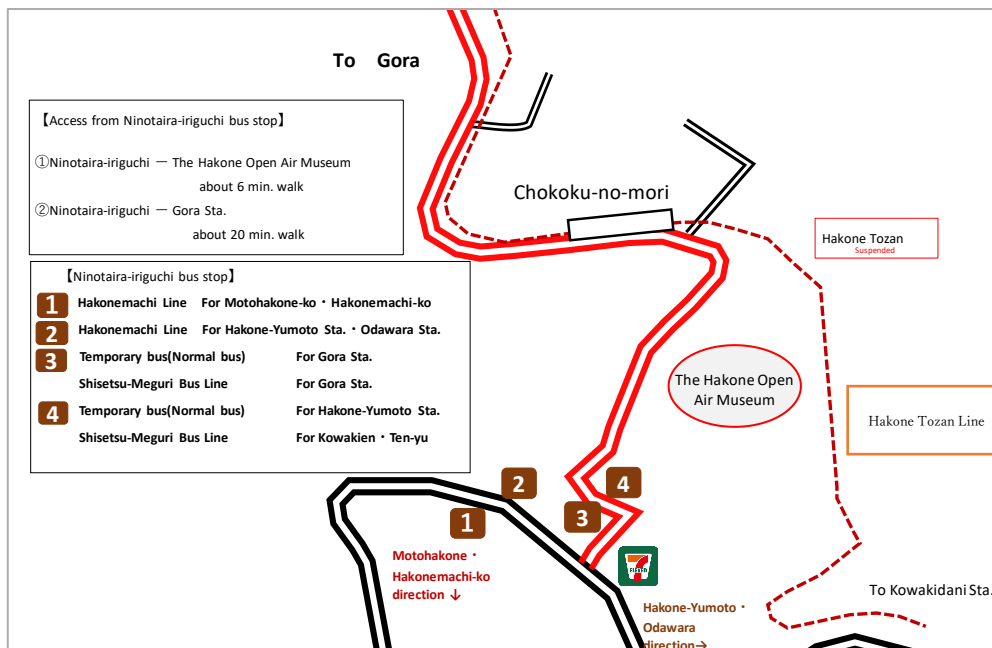 To Gora
【Access from Ninotaira-iriguchi bus stop】
①Ninotaira-iriguchi ― The Hakone Open Air Museum
about 6 min. walk
②Ninotaira-iriguchi ― Gora Sta.
about 20 min. walk
Chokoku-no-mori
Hakone Tozan
Suspended
【Ninotaira-iriguchi bus stop】
1 Hakonemachi Line For Motohakone-ko・Hakonemachi-ko
2 Hakonemachi Line For Hakone-Yumoto Sta.・Odawara Sta.
3 Temporary bus(Normal bus) For Gora Sta.
Shisetsu-Meguri Bus Line For Gora Sta.
4 Temporary bus(Normal bus) For Hakone-Yumoto Sta.
Shisetsu-Meguri Bus Line For Kowakien・Ten-yu
The Hakone Open
Air Museum
Hakone Tozan Line
2
4
1
3
7
ELEVEN
Motohakone・
Hakonemachi-ko
direction ↓
To Kowakidani Sta.
Hakone-Yumoto・
Odawara
direction→